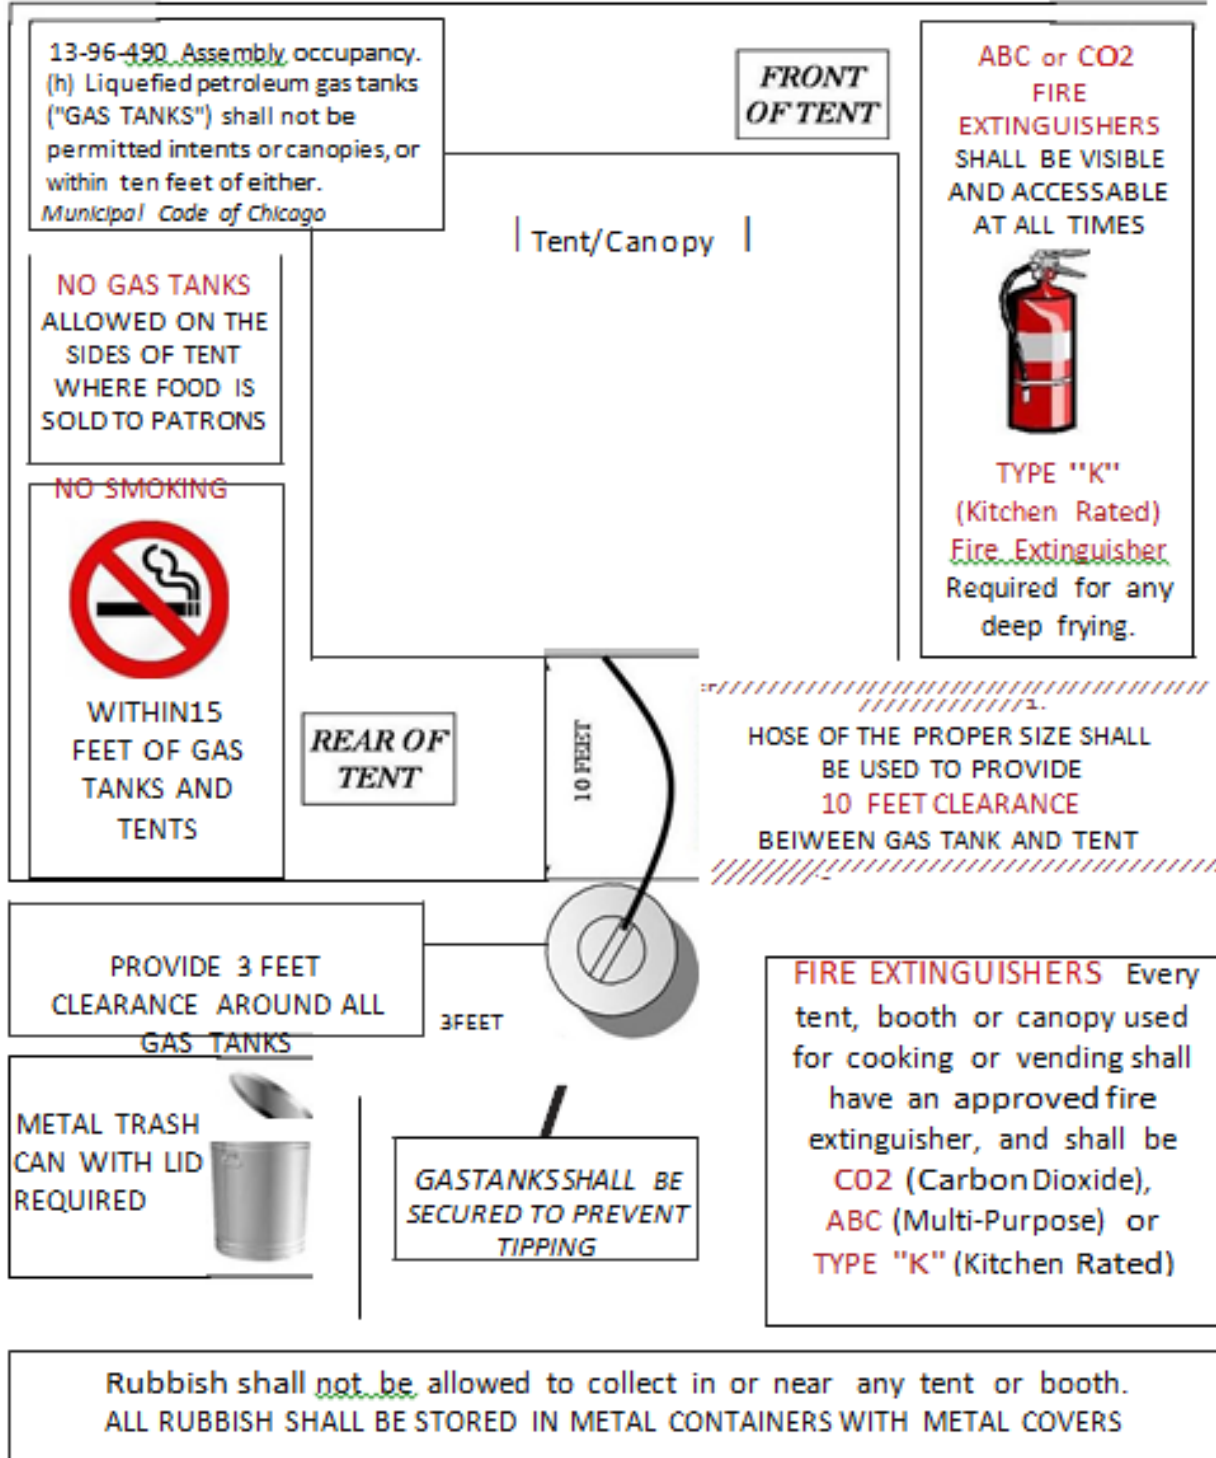 13-96-490 Assembly occupancy.
(h) Liquefied petroleum gas tanks
("GAS TANKS") shall not be
permitted intents or canopies, or
within ten feet of either.
Municipal Code of Chicago
FRONT
OF TENT
ABC or CO2
FIRE
EXTINGUISHERS
SHALL BE VISIBLE
AND ACCESSABLE
AT ALL TIMES
Tent/Canopy
NO GAS TANKS
ALLOWED ON THE
SIDES OF TENT
WHERE FOOD IS
SOLD TO PATRONS
TYPE "K"
(Kitchen Rated)
Fire Extinguisher
Required for any
deep frying.
NO SMOKING
WITHIN15
FEET OF GAS
TANKS AND
TENTS
REAR OF
TENT
10 FEET
HOSE OF THE PROPER SIZE SHALL
BE USED TO PROVIDE
10 FEET CLEARANCE
BEIWEEN GAS TANK AND TENT
PROVIDE 3 FEET
CLEARANCE AROUND ALL
GAS TANKS
3FEET
METAL TRASH
CAN WITH LID
REQUIRED
GASTANKS SHALL BE
SECURED TO PREVENT
TIPPING
FIRE EXTINGUISHERS Every
tent, booth or canopy used
for cooking or vending shall
have an approved fire
extinguisher, and shall be
CO2 (Carbon Dioxide),
ABC (Multi-Purpose) or
TYPE "K" (Kitchen Rated)
Rubbish shall not be allowed to collect in or near any tent or booth.
ALL RUBBISH SHALL BE STORED IN METAL CONTAINERS WITH METAL COVERS